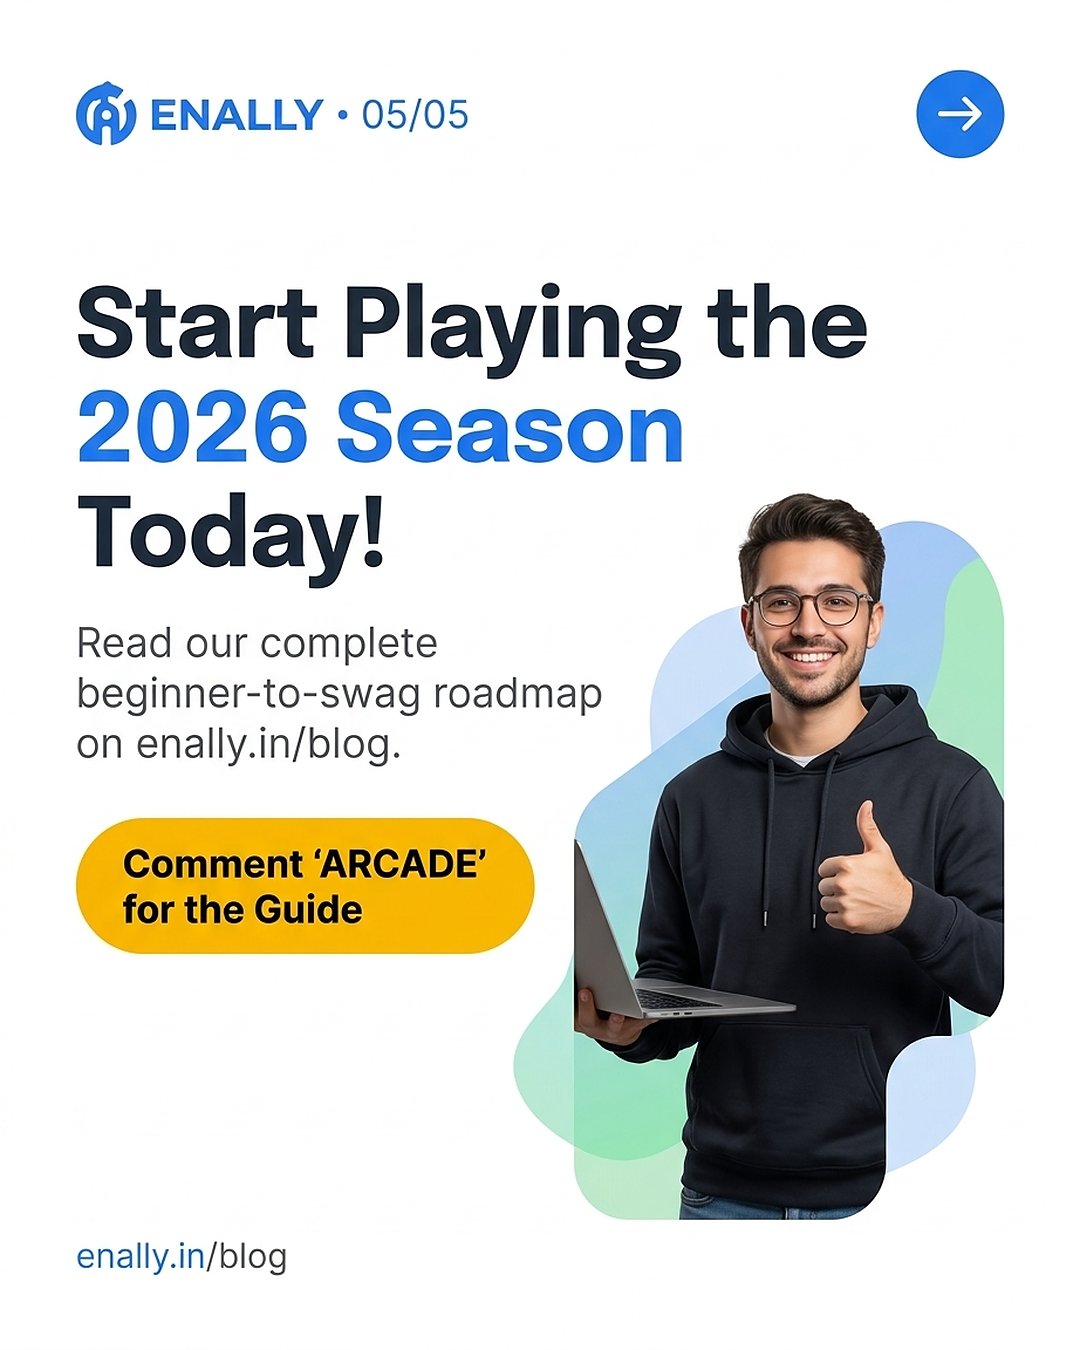 ENALLY • 05/05
Start Playing the
2026 Season
Today!
Read our complete
beginner-to-swag roadmap
on enally.in/blog.
Comment ‘ARCADE’
for the Guide
enally.in/blog